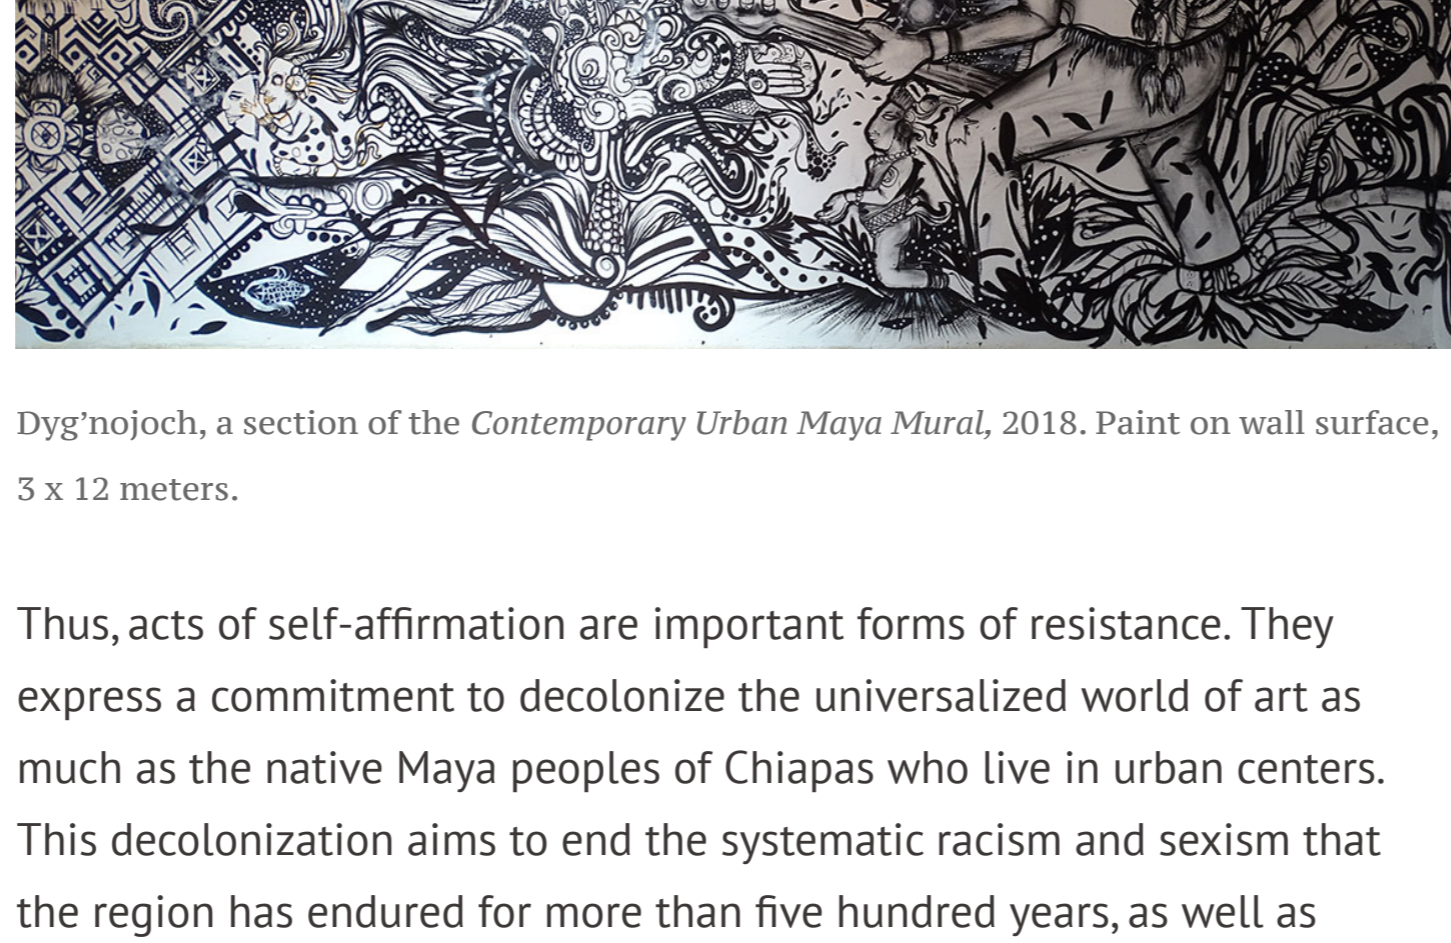 Dyg’nojoch, a section of the Contemporary Urban Maya Mural, 2018. Paint on wall surface,
3 x 12 meters.
Thus, acts of self-affirmation are important forms of resistance. They
express a commitment to decolonize the universalized world of art as
much as the native Maya peoples of Chiapas who live in urban centers.
This decolonization aims to end the systematic racism and sexism that
the region has endured for more than five hundred years, as well as